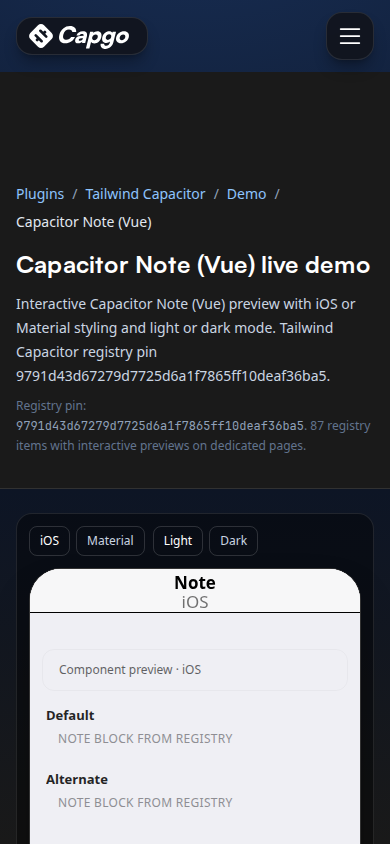 Capgo
Plugins / Tailwind Capacitor / Demo /
Capacitor Note (Vue)
Capacitor Note (Vue) live demo
Interactive Capacitor Note (Vue) preview with iOS or
Material styling and light or dark mode. Tailwind
Capacitor registry pin
9791d43d67279d7725d6a1f7865ff10deaf36ba5.
Registry pin:
9791d43d67279d7725d6a1f7865ff10deaf36ba5. 87 registry
items with interactive previews on dedicated pages.
iOS Material Light Dark
Note
iOS
Component preview · iOS
Default
NOTE BLOCK FROM REGISTRY
Alternate
NOTE BLOCK FROM REGISTRY